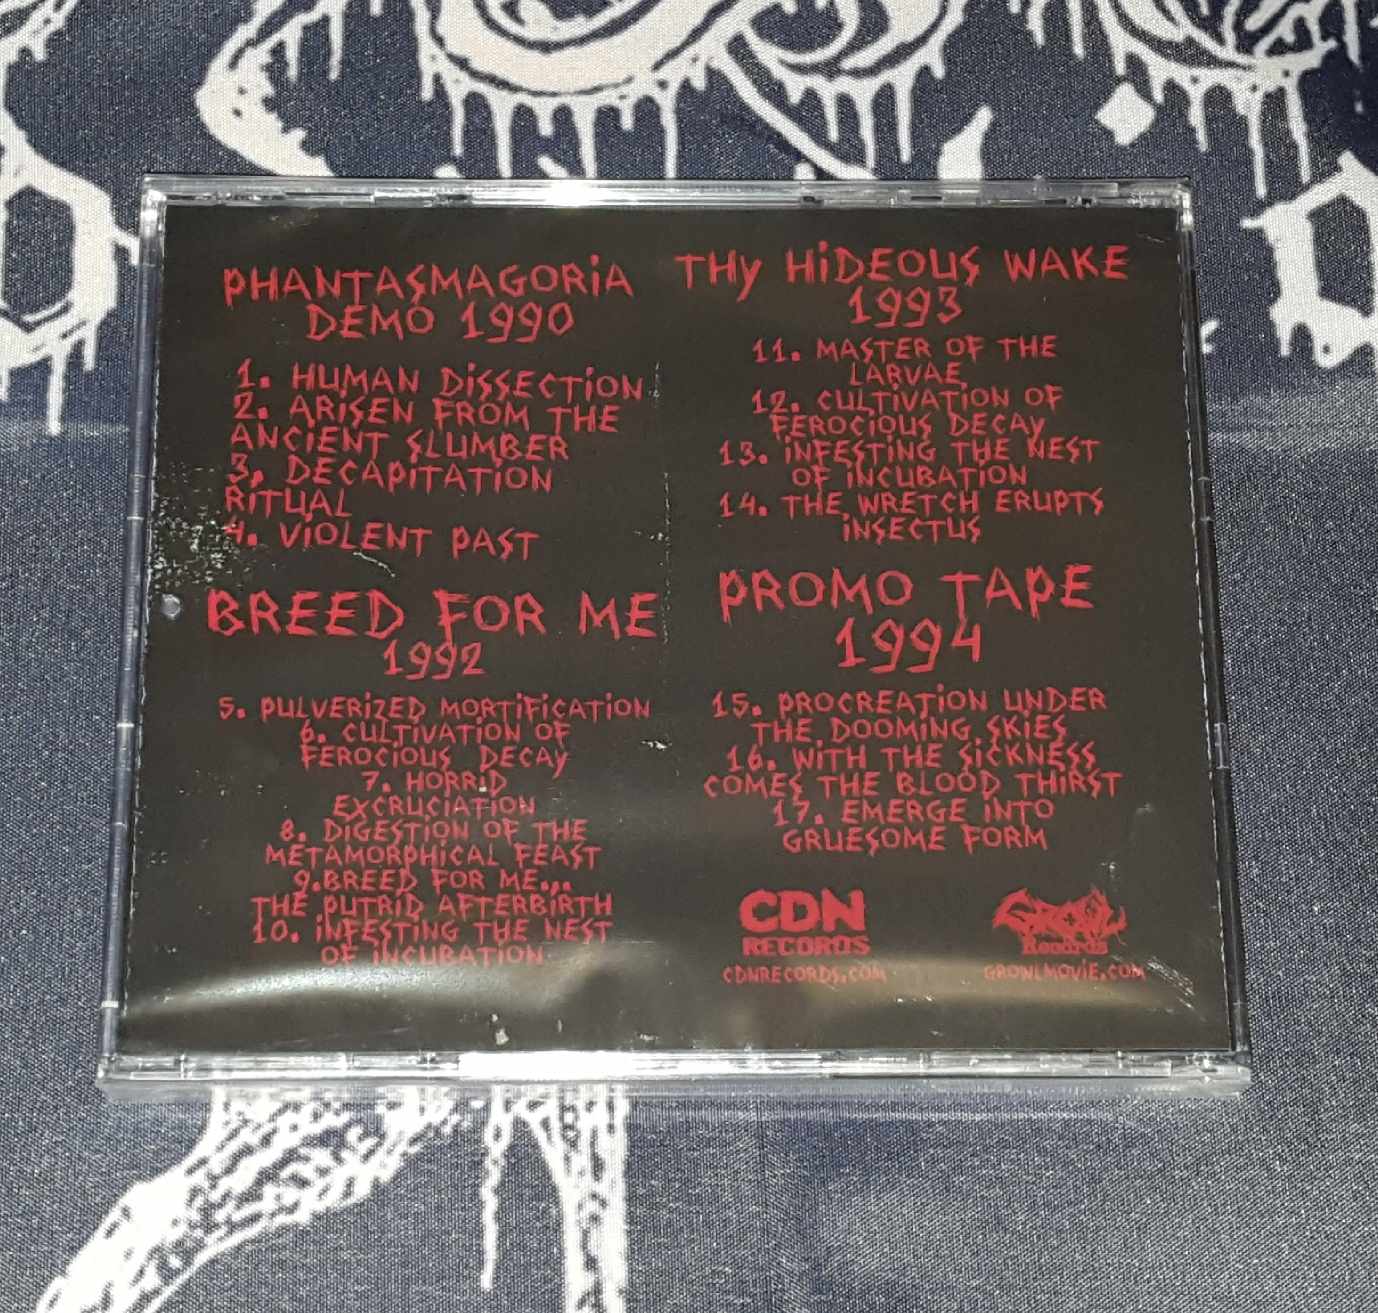 PHANTASMAGORiA
DEMO 1990
1. HUMAN DiSSECTiON
2. ARiSEN FROM THE
ANCiENT SLUMBER
3. DECAPiTATiON
RiTUAL
4. ViOLENT PAST
BREED FOR ME
1992
5. PULVERiZED MORTiFiCATiON
6. CULTiVATiON OF
FEROCiOUS DECAY
7. HORRiD
EXCRUCiATiON
8. DiGESTiON OF THE
METAMORPHiCAL FEAST
9.BREED FOR ME...
THE PUTRiD AFTERBiRTH
10. iNFESTiNG THE NEST
OF iNCUBATiON
THY HiDEOUS WAKE
1993
11. MASTER OF THE
LARVAE
12. CULTiVATiON OF
FEROCiOUS DECAY
13. iNFESTiNG THE NEST
OF iNCUBATiON
14. THE WRETCH ERUPTS
iNSECTUS
PROMO TAPE
1994
15. PROCREATiON UNDER
THE DOOMiNG SKiES
16. WiTH THE SiCKNESS
COMES THE BLOOD THiRST
17. EMERGE iNTO
GRUESOME FORM
CDN
RECORDS
CDNRECORDS.COM
GROWL
Records
GROWLMOViE.COM